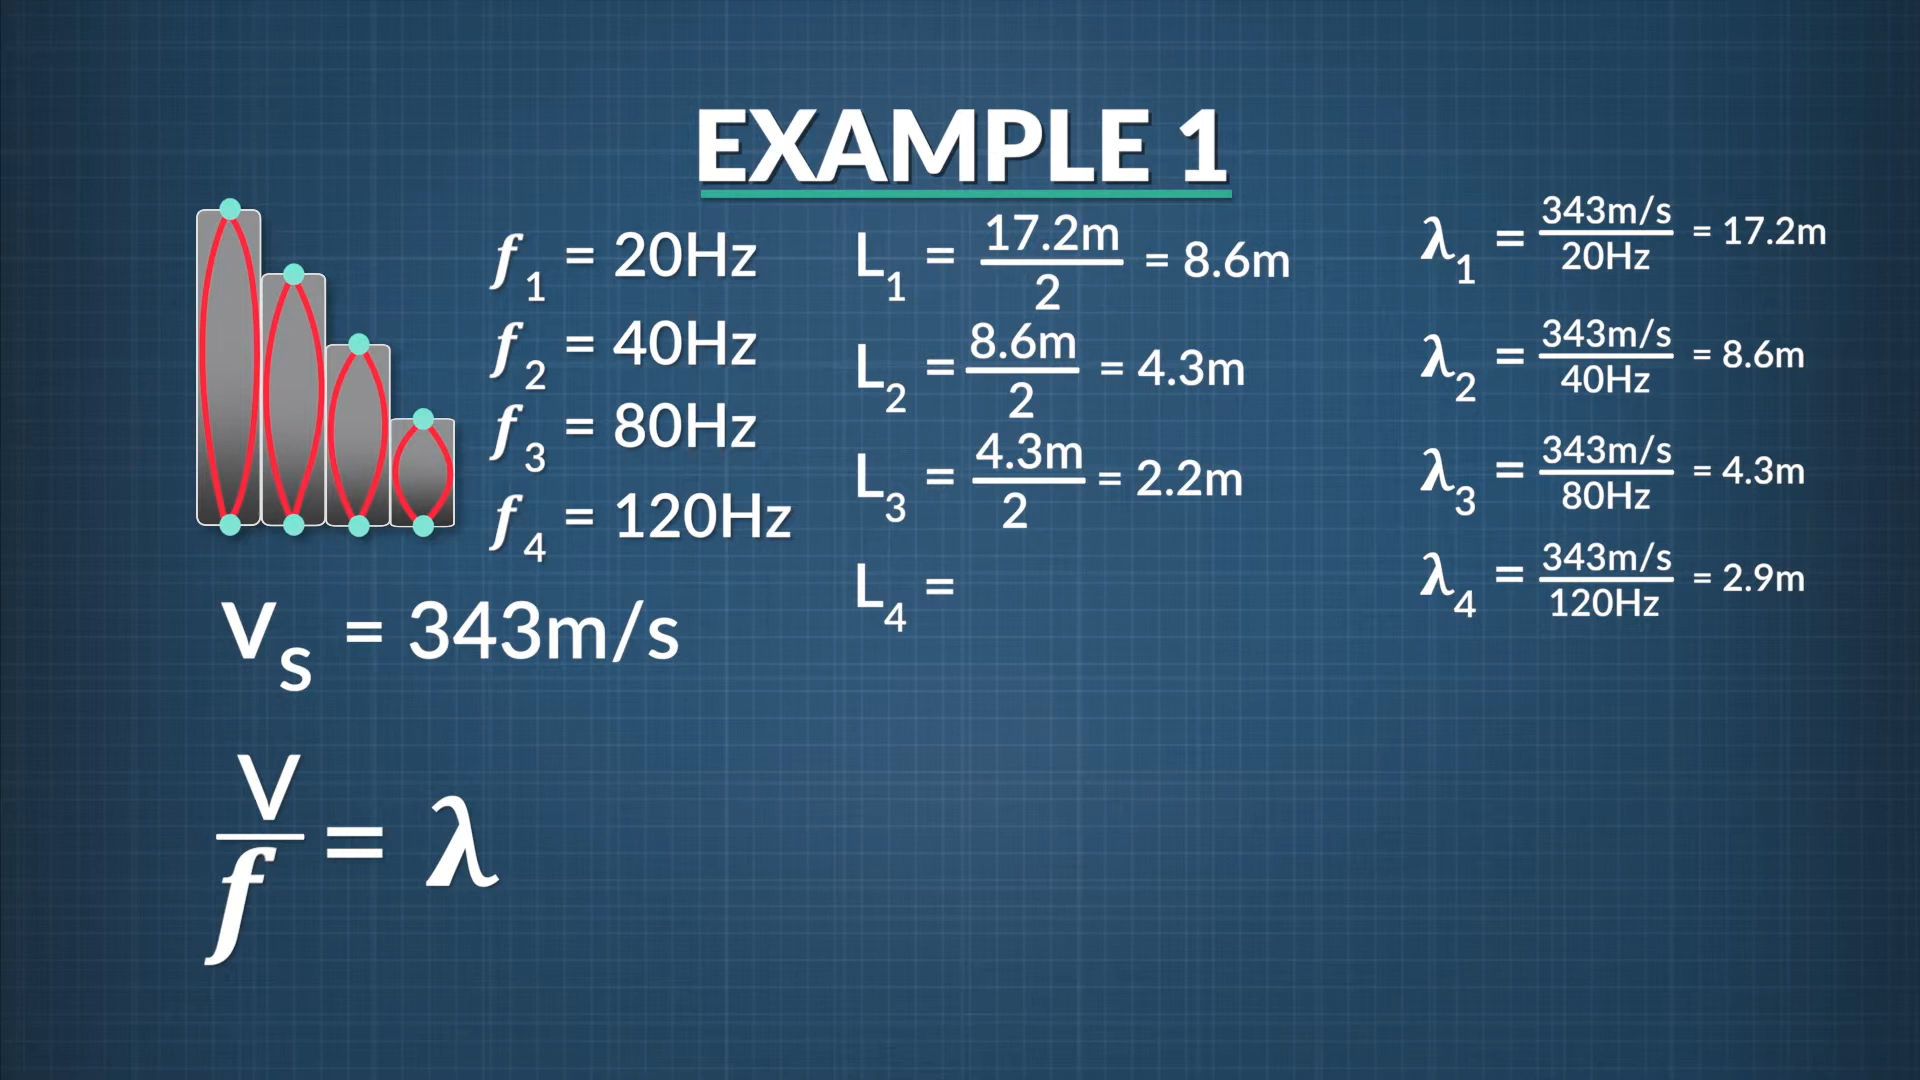 EXAMPLE 1
f1 = 20Hz
f2 = 40Hz
f3 = 80Hz
f4 = 120Hz
Vs = 343m/s
V/f = λ
L1 = 17.2m/2 = 8.6m
L2 = 8.6m/2 = 4.3m
L3 = 4.3m/2 = 2.2m
L4 =
λ1 = 343m/s/20Hz = 17.2m
λ2 = 343m/s/40Hz = 8.6m
λ3 = 343m/s/80Hz = 4.3m
λ4 = 343m/s/120Hz = 2.9m